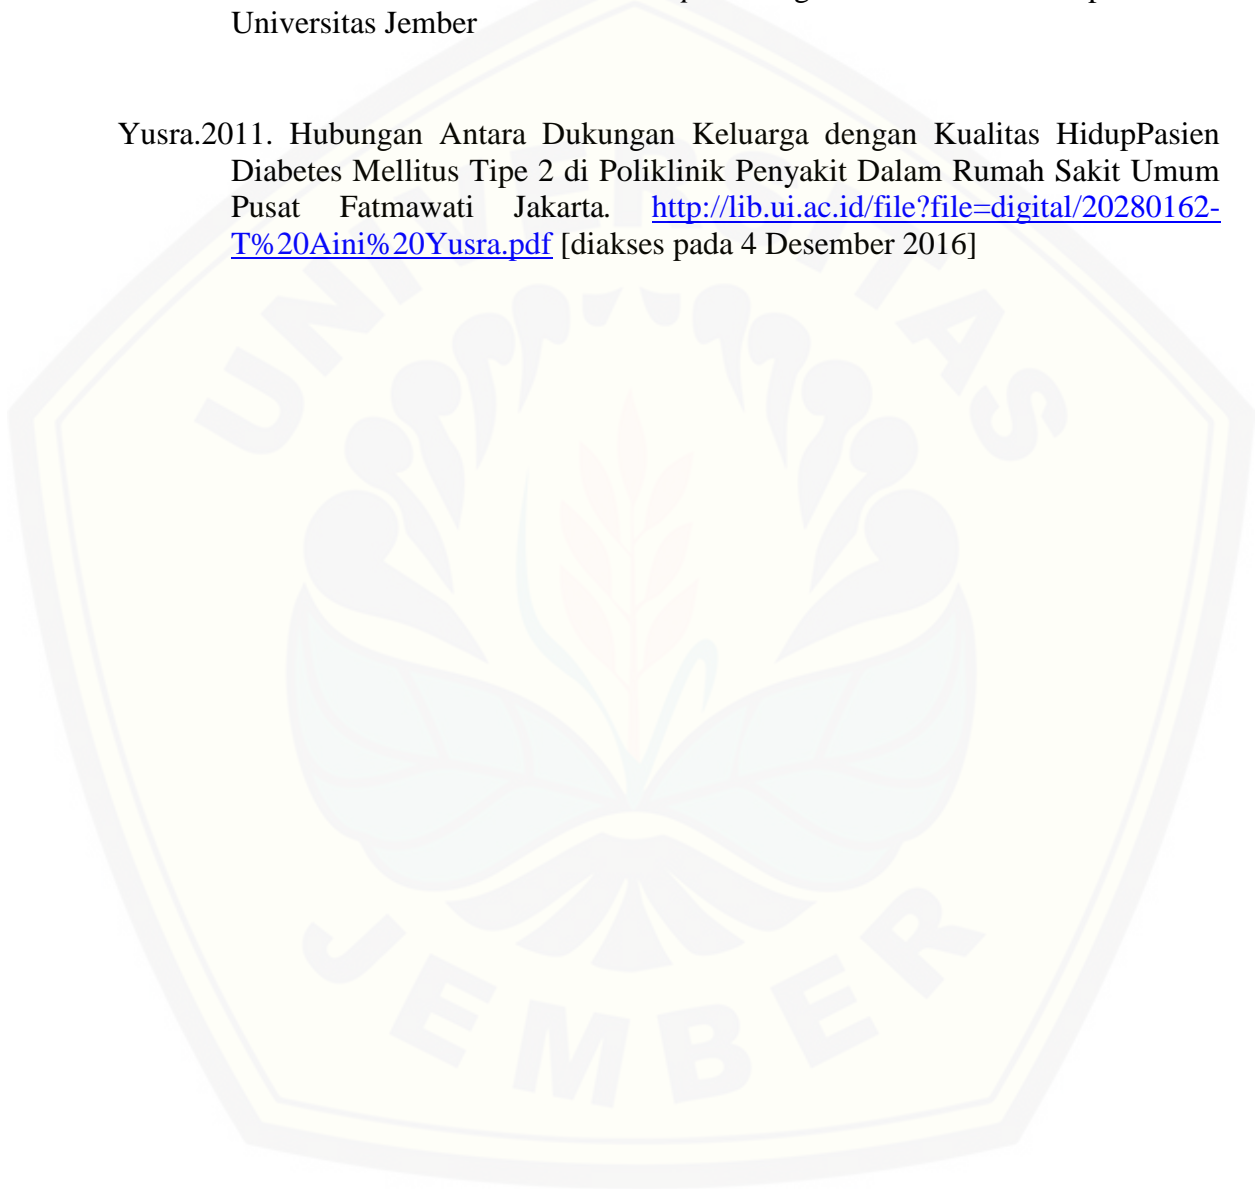 Universitas Jember
Yusra.2011. Hubungan Antara Dukungan Keluarga dengan Kualitas HidupPasien
Diabetes Mellitus Tipe 2 di Poliklinik Penyakit Dalam Rumah Sakit Umum
Pusat Fatmawati Jakarta. http://lib.ui.ac.id/file?file=digital/20280162-
T%20Aini%20Yusra.pdf [diakses pada 4 Desember 2016]
UNIVERSITAS
JEMBER